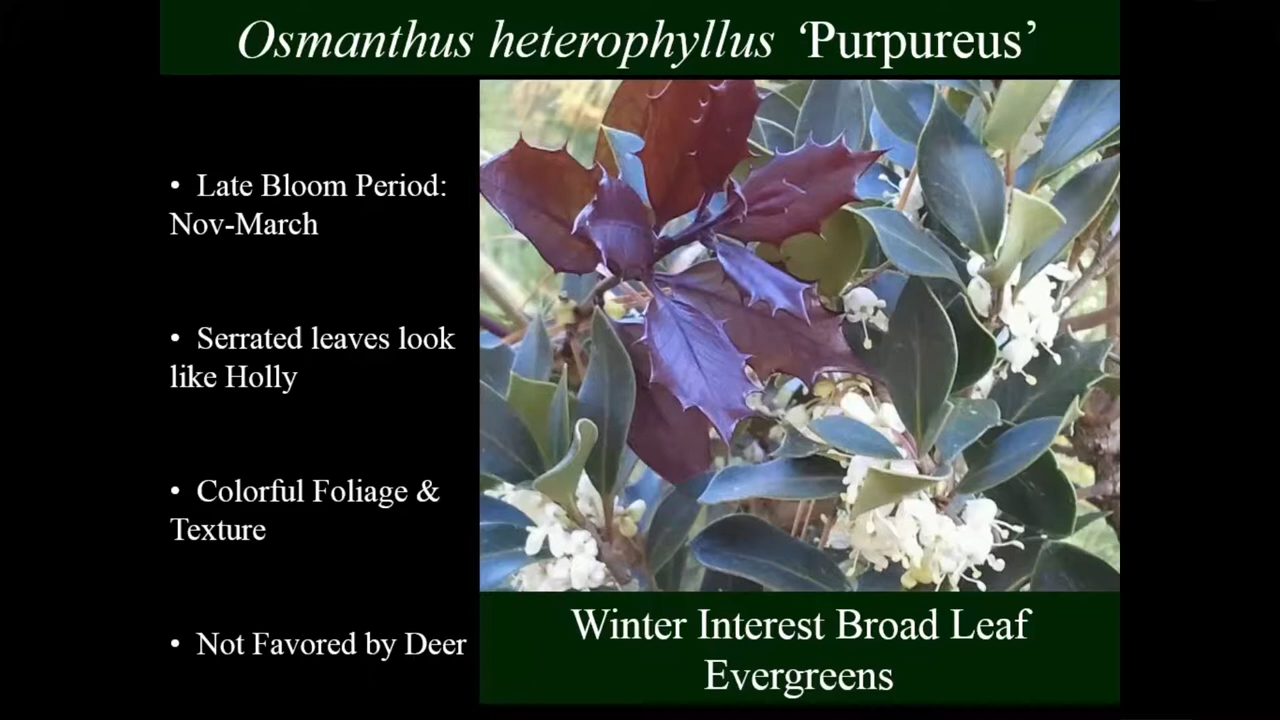 Osmanthus heterophyllus ‘Purpureus’
• Late Bloom Period:
Nov-March
• Serrated leaves look
like Holly
• Colorful Foliage &
Texture
• Not Favored by Deer
Winter Interest Broad Leaf
Evergreens